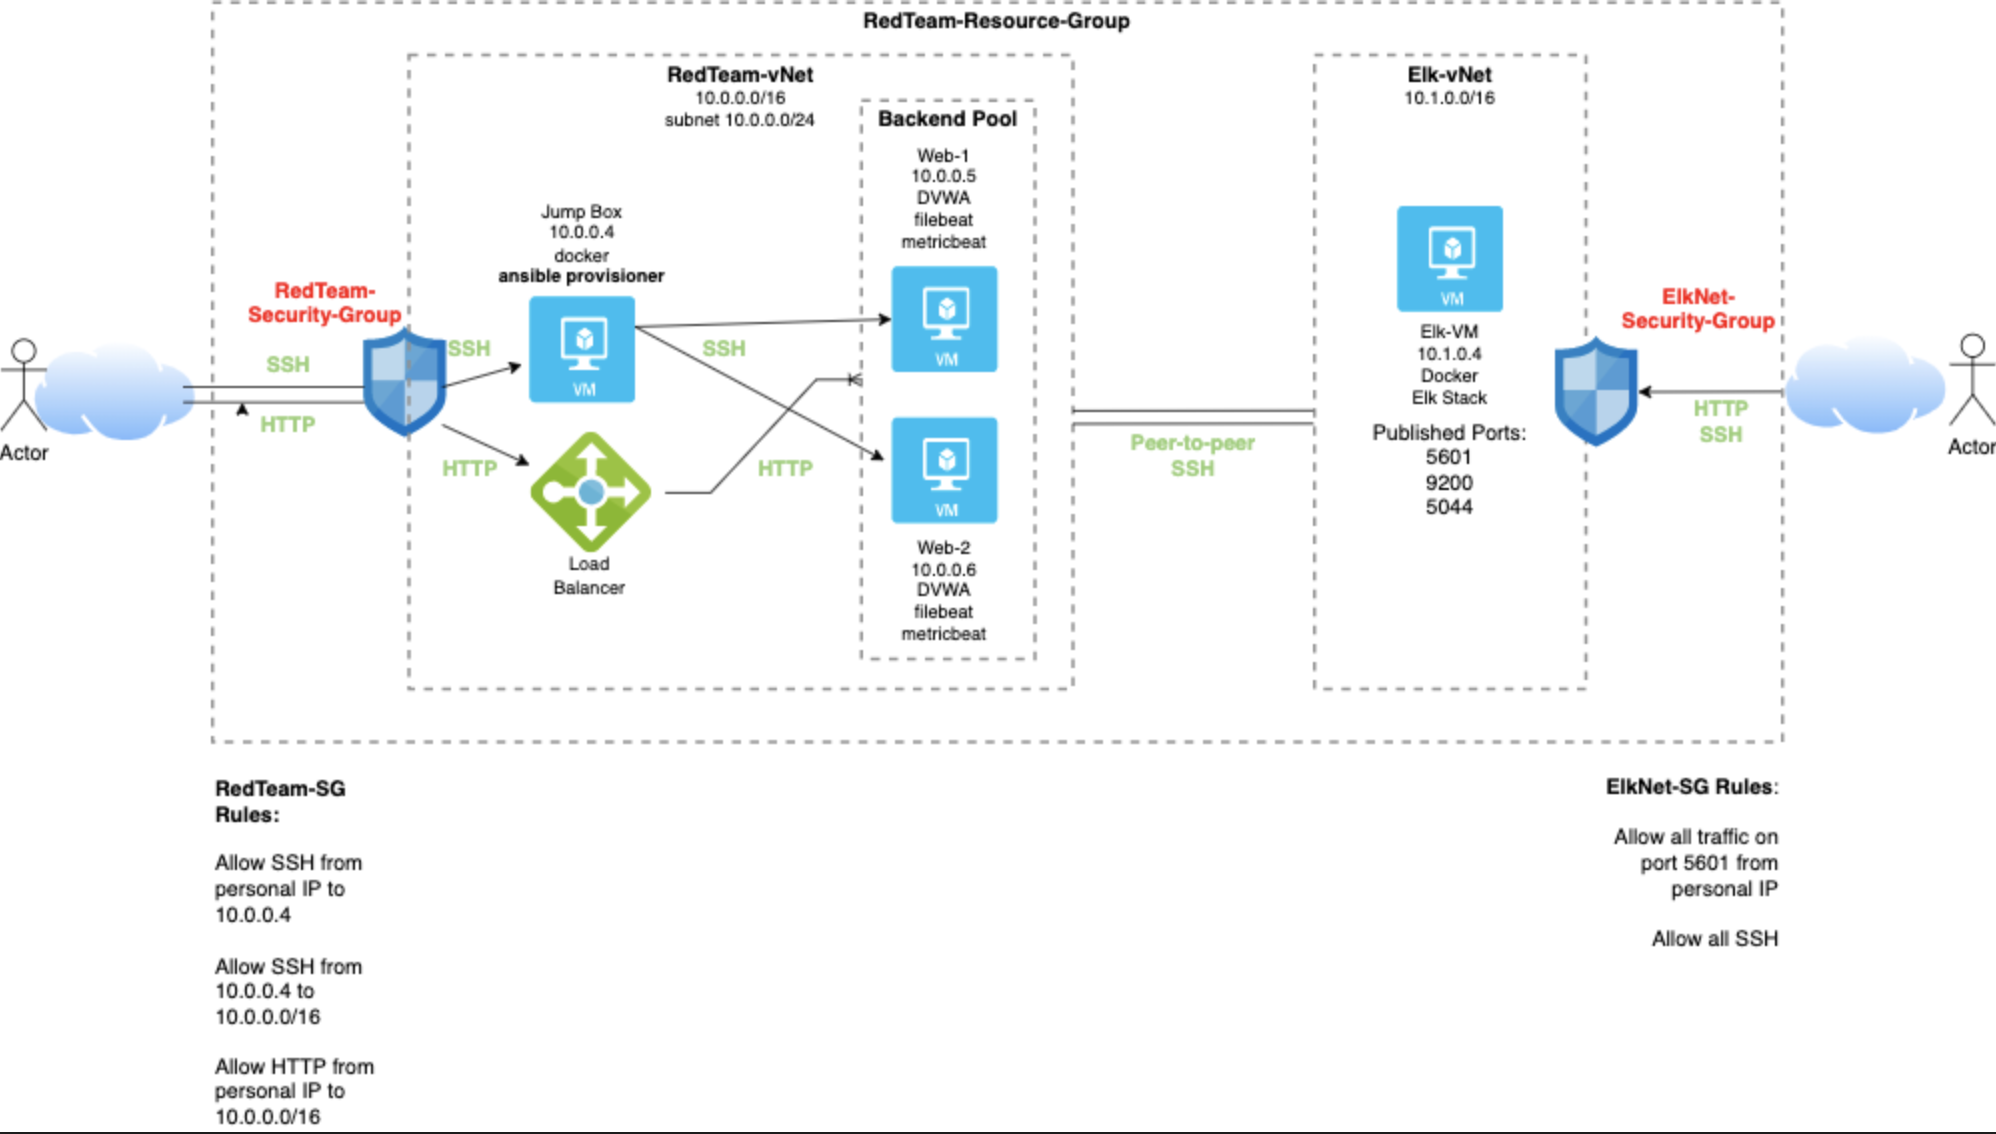 RedTeam-Resource-Group
RedTeam-vNet
10.0.0.0/16
subnet 10.0.0.0/24
Elk-vNet
10.1.0.0/16
Backend Pool
Web-1
10.0.0.5
DVWA
filebeat
metricbeat
Jump Box
10.0.0.4
docker
ansible provisioner
VM
VM
VM
Elk-VM
10.1.0.4
Docker
Elk Stack
Published Ports:
5601
9200
5044
RedTeam-
Security-Group
ElkNet-
Security-Group
SSH
HTTP
SSH
HTTP
SSH
HTTP
Peer-to-peer
SSH
HTTP
SSH
Actor
Actor
VM
Load
Balancer
Web-2
10.0.0.6
DVWA
filebeat
metricbeat
RedTeam-SG
Rules:
Allow SSH from
personal IP to
10.0.0.4
Allow SSH from
10.0.0.4 to
10.0.0.0/16
Allow HTTP from
personal IP to
10.0.0.0/16
ElkNet-SG Rules:
Allow all traffic on
port 5601 from
personal IP
Allow all SSH